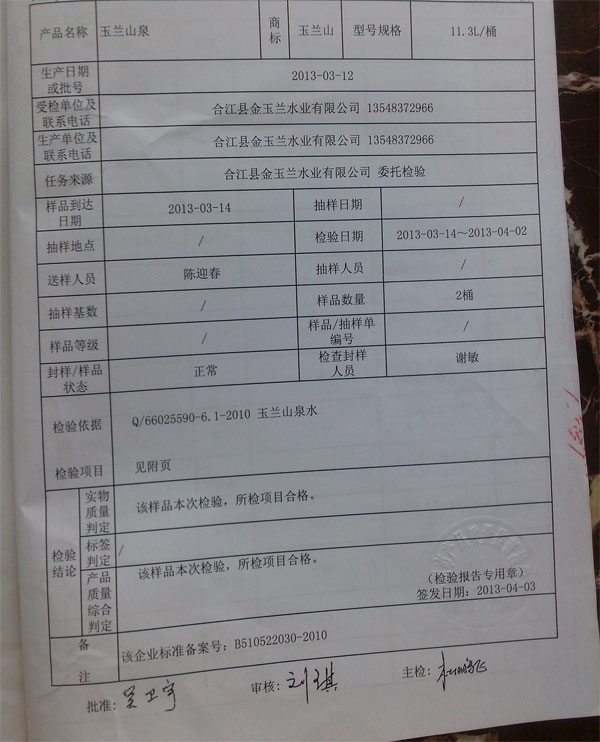 产品名称 玉兰山泉 商标 玉兰山 型号规格 11.3L/桶
生产日期或批号 2013-03-12
受检单位及联系电话 合江县金玉兰水业有限公司 13548372966
生产单位及联系电话 合江县金玉兰水业有限公司 13548372966
任务来源 合江县金玉兰水业有限公司 委托检验
样品到达日期 2013-03-14 抽样日期 /
抽样地点 / 检验日期 2013-03-14～2013-04-02
送样人员 陈迎春 抽样人员 /
抽样基数 / 样品数量 2桶
样品等级 / 样品/抽样单编号 /
封样/样品状态 正常 检查封样人员 谢敏
检验依据 Q/66025590-6.1-2010 玉兰山泉水
检验项目 见附页
检验结论
实物质量判定 该样品本次检验，所检项目合格。
标签判定 /
产品质量综合判定 该样品本次检验，所检项目合格。
（检验报告专用章）
签发日期：2013-04-03
备注 该企业标准备案号：B510522030-2010
批准：吴卫宇 审核：刘琪 主检：